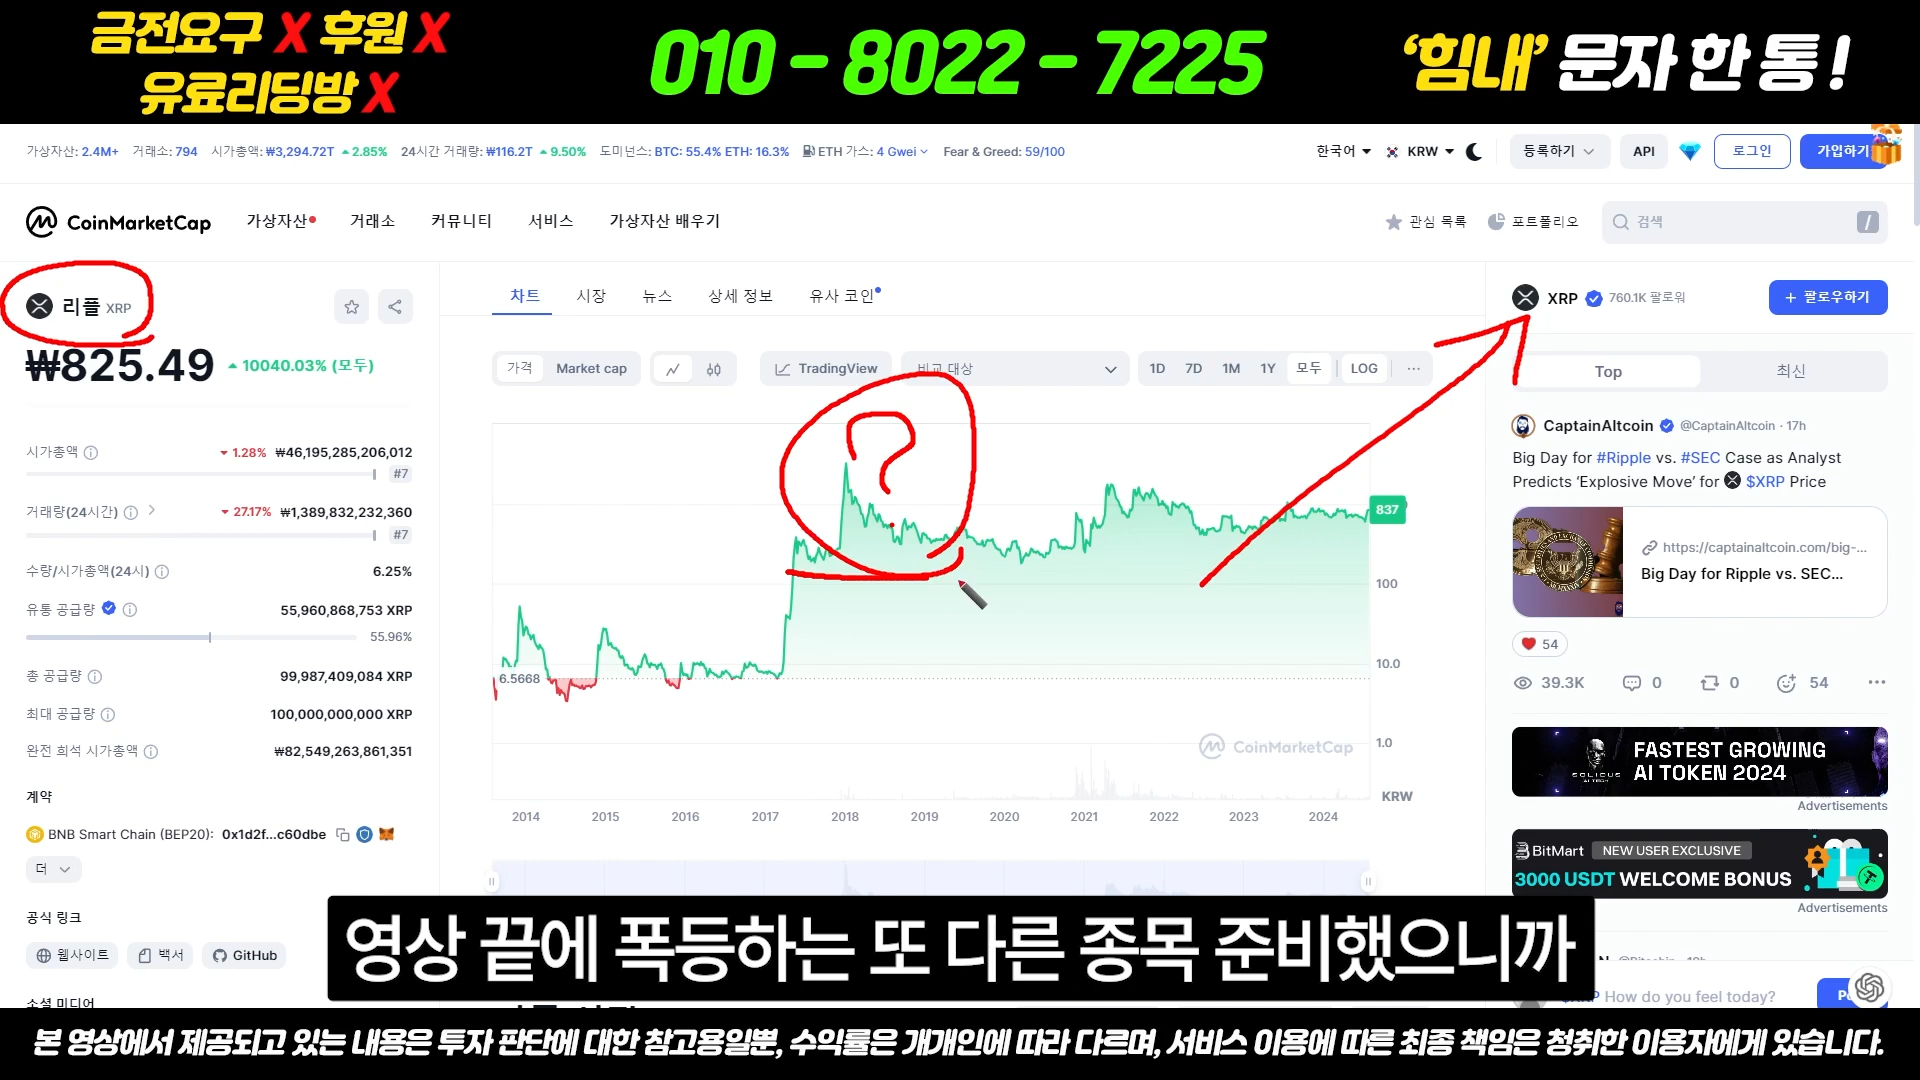 금전요구 X 후원 X
유료리딩방 X
010 - 8022 - 7225
'힘내' 문자 한 통 !
가상자산: 2.4M+ 거래소: 794 시가총액: ₩3,294.72T 2.85% 24시간 거래량: ₩116.2T 9.50% 도미넌스: BTC: 55.4% ETH: 16.3% ETH 가스: 4 Gwei Fear & Greed: 59/100
한국어 KRW 등록하기 API 로그인 가입하기
CoinMarketCap 가상자산 거래소 커뮤니티 서비스 가상자산 배우기
관심 목록 포트폴리오 검색 /
리플 XRP
₩825.49 10040.03% (모두)
시가총액 1.28% ₩46,195,285,206,012
#7
거래량(24시간) 27.17% ₩1,389,832,232,360
#7
수량/시가총액(24시) 6.25%
유통 공급량 55,960,868,753 XRP
55.96%
총 공급량 99,987,409,084 XRP
최대 공급량 100,000,000,000 XRP
완전 희석 시가총액 ₩82,549,263,861,351
계약
BNB Smart Chain (BEP20): 0x1d2f...c60dbe
더
공식 링크
웹사이트 백서 GitHub
소셜 미디어
차트 시장 뉴스 상세 정보 유사 코인
가격 Market cap TradingView 비교 대상 1D 7D 1M 1Y 모두 LOG ...
?
837
100
10.0
6.5668
1.0
CoinMarketCap
KRW
2014 2015 2016 2017 2018 2019 2020 2021 2022 2023 2024
XRP 760.1K 팔로워 + 팔로우하기
Top 최신
CaptainAltcoin @CaptainAltcoin · 17h
Big Day for #Ripple vs. #SEC Case as Analyst
Predicts ‘Explosive Move’ for $XRP Price
https://captainaltcoin.com/big-...
Big Day for Ripple vs. SEC...
54
39.3K 0 0 54 ...
SOLICUS
AI TECH
FASTEST GROWING
AI TOKEN 2024
Advertisements
BitMart NEW USER EXCLUSIVE
3000 USDT WELCOME BONUS
Advertisements
$XRP How do you feel today?
영상 끝에 폭등하는 또 다른 종목 준비했으니까
본 영상에서 제공되고 있는 내용은 투자 판단에 대한 참고용일뿐, 수익률은 개개인에 따라 다르며, 서비스 이용에 따른 최종 책임은 청취한 이용자에게 있습니다.